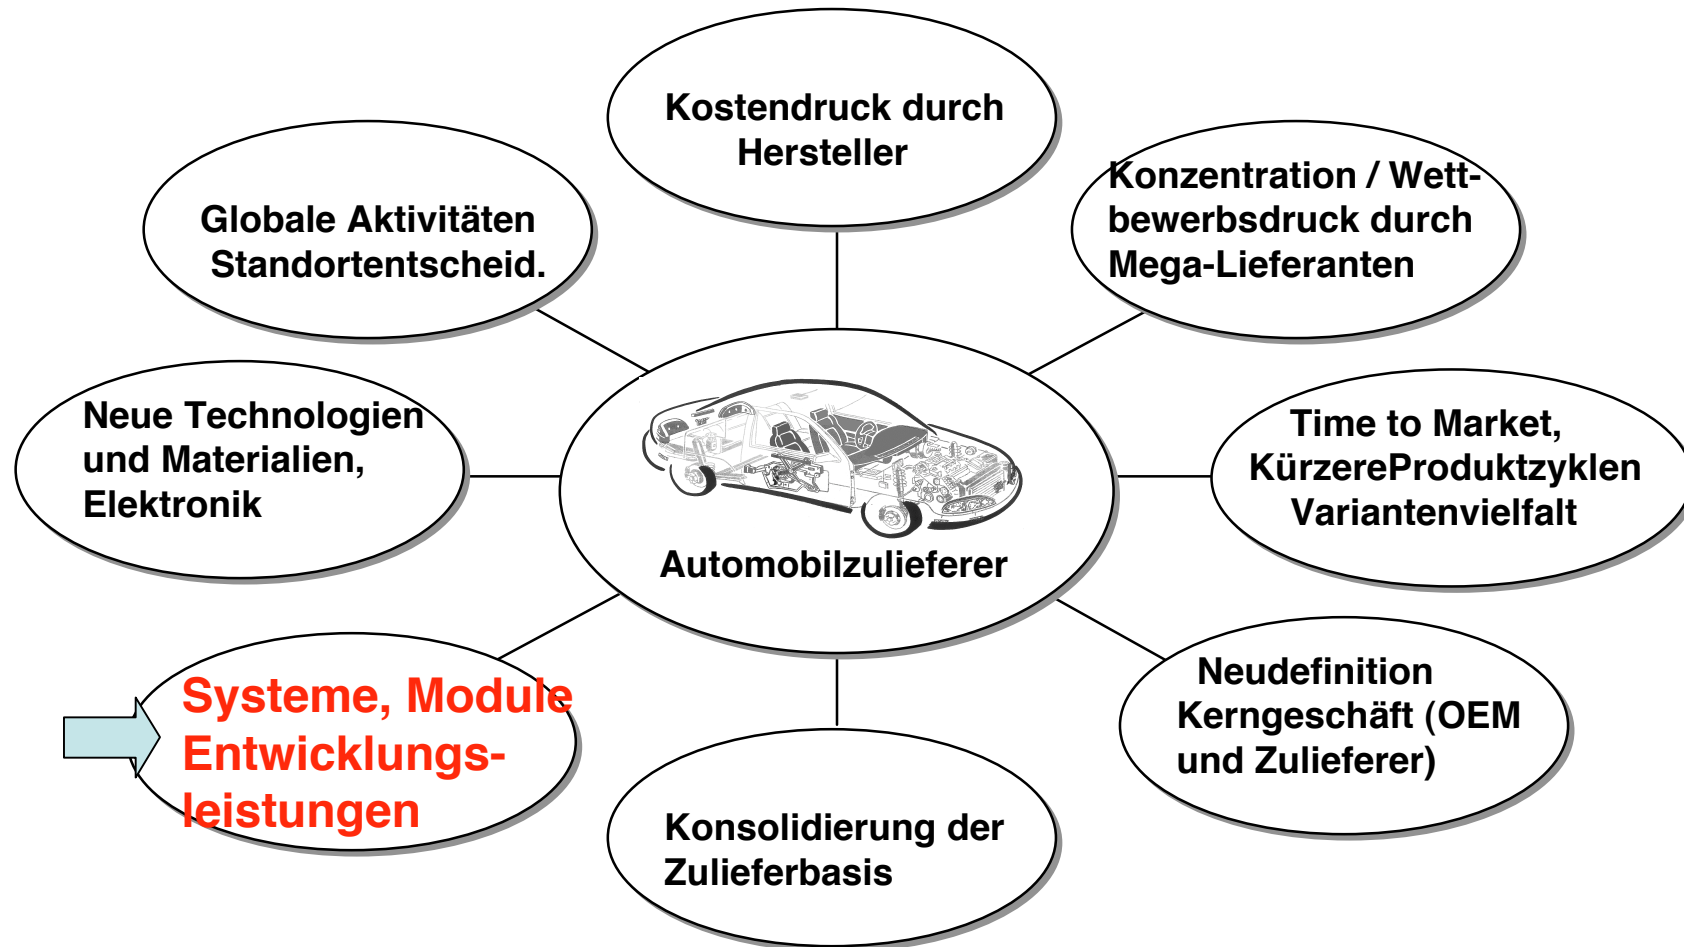 Kostendruck durch
Hersteller
Konzentration / Wett-
bewerbsdruck durch
Mega-Lieferanten
Globale Aktivitäten
Standortentscheid.
Neue Technologien
und Materialien,
Elektronik
Time to Market,
KürzereProduktzyklen
Variantenvielfalt
Automobilzulieferer
Systeme, Module
Entwicklungs-
leistungen
Neudefinition
Kerngeschäft (OEM
und Zulieferer)
Konsolidierung der
Zulieferbasis